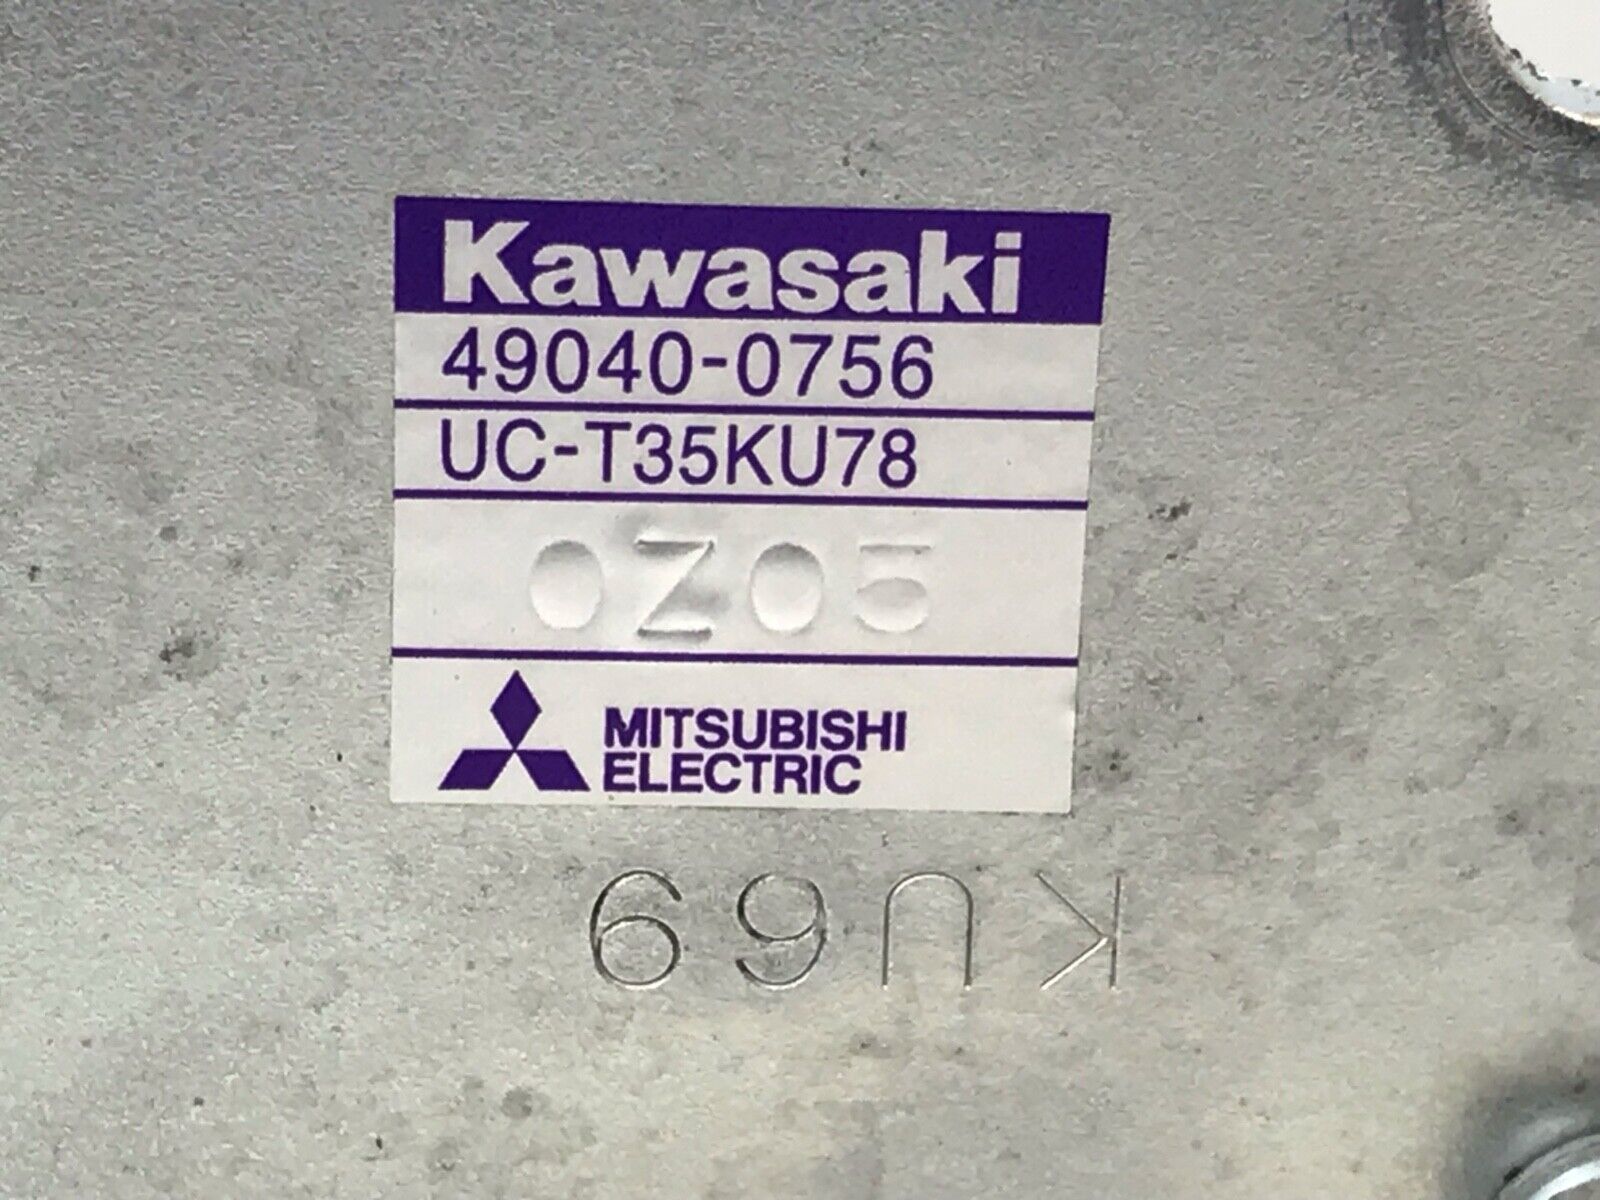 Kawasaki
49040-0756
UC-T35KU78
0Z05
MITSUBISHI
ELECTRIC
KU69